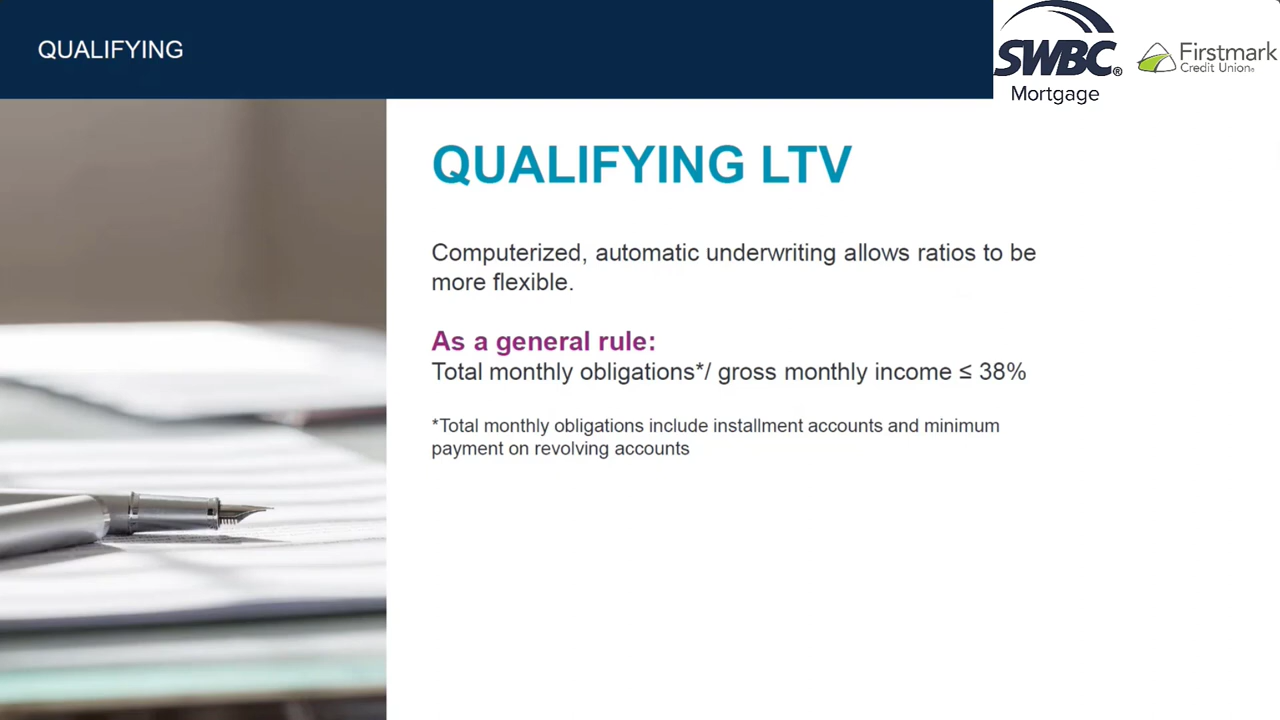 QUALIFYING
SWBC®
Mortgage
Firstmark
Credit Union®
QUALIFYING LTV
Computerized, automatic underwriting allows ratios to be
more flexible.
As a general rule:
Total monthly obligations*/ gross monthly income ≤ 38%
*Total monthly obligations include installment accounts and minimum
payment on revolving accounts